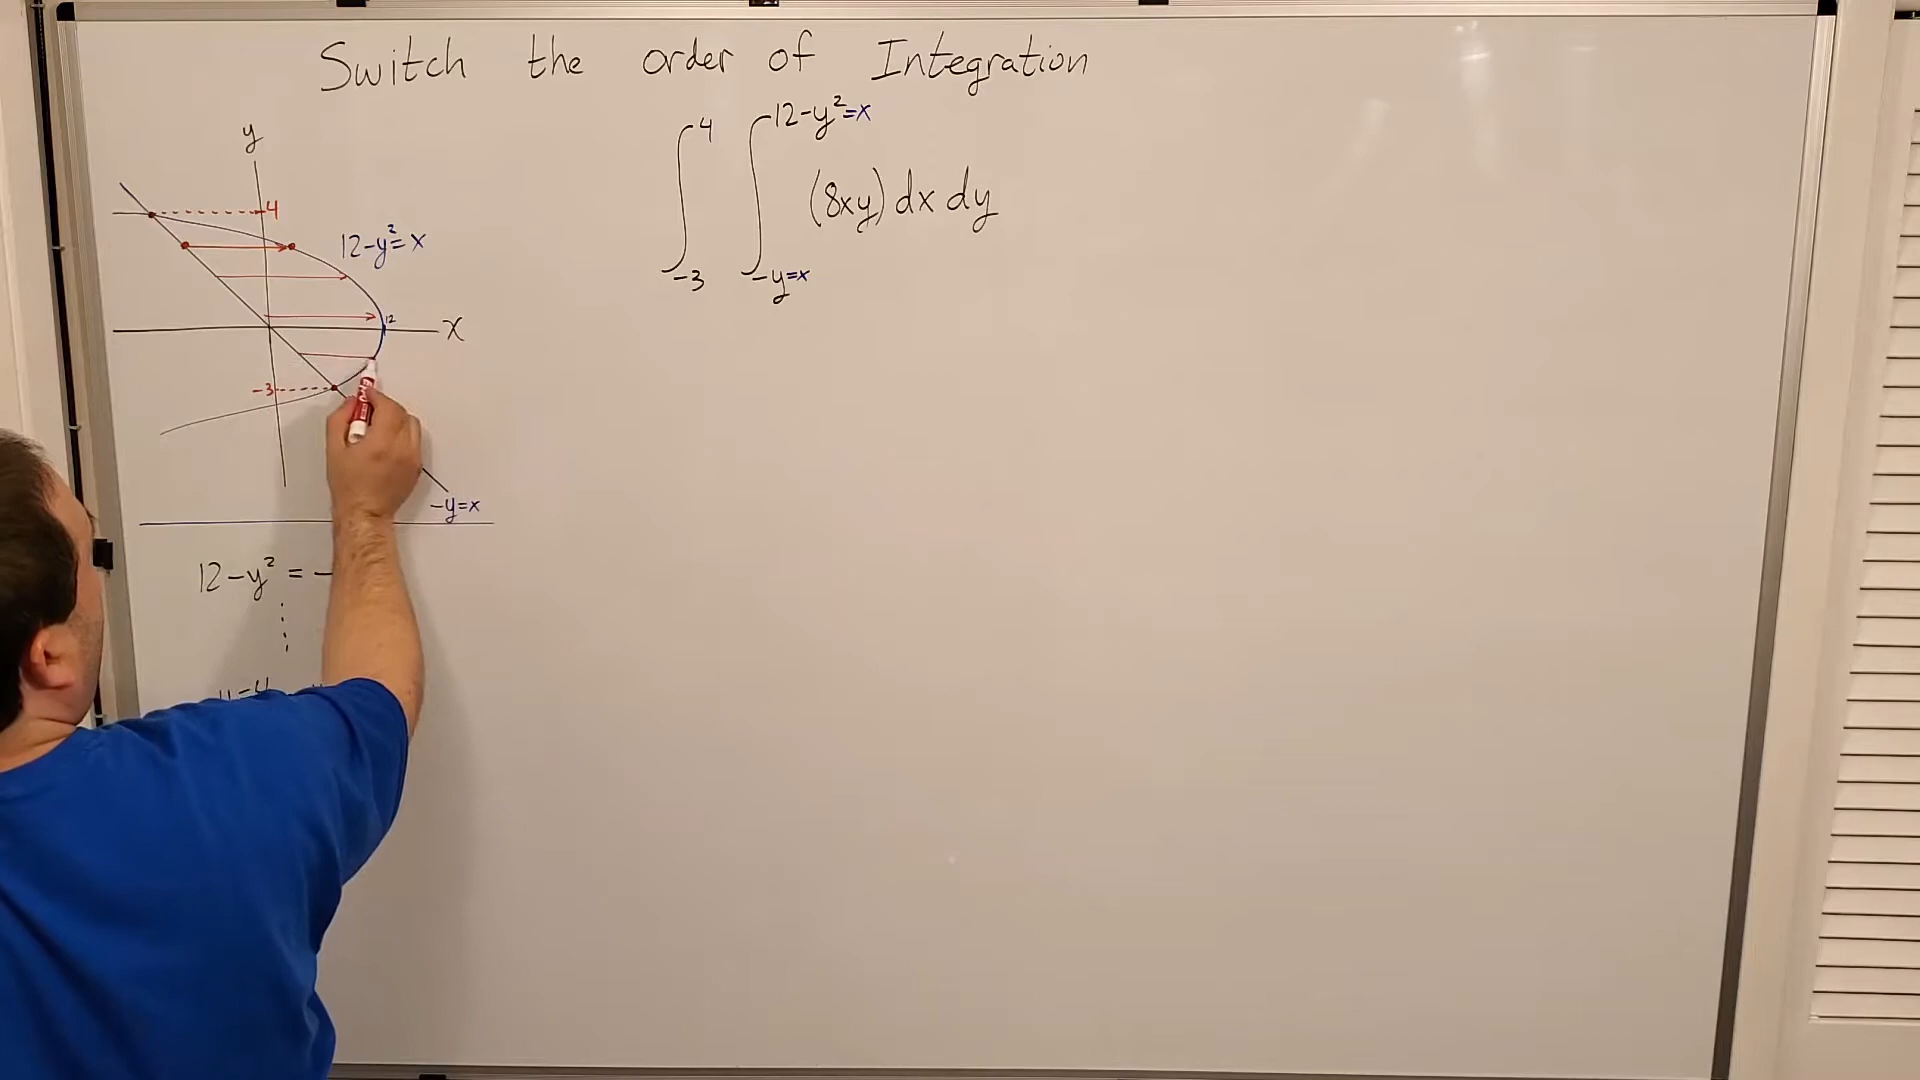 Switch the order of Integration
y
4
12-y²=x
12
x
-3
-y=x
4
12-y²=x
(8xy) dx dy
-3
-y=x
12-y² = -